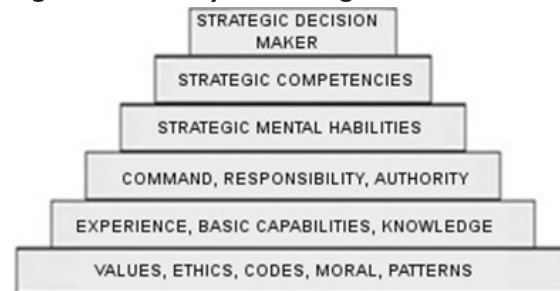 STRATEGIC DECISION
MAKER
STRATEGIC COMPETENCIES
STRATEGIC MENTAL HABILITIES
COMMAND, RESPONSIBILITY, AUTHORITY
EXPERIENCE, BASIC CAPABILITIES, KNOWLEDGE
VALUES, ETHICS, CODES, MORAL, PATTERNS